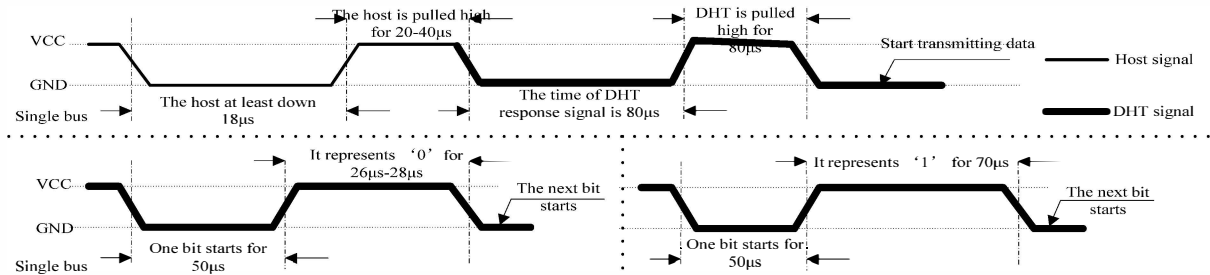 The host is pulled high
for 20-40μs
DHT is pulled
high for
80μs
VCC
Start transmitting data
Host signal
GND
The host at least down
18μs
The time of DHT
response signal is 80μs
Single bus
DHT signal
It represents ‘0’ for
26μs-28μs
It represents ‘1’ for 70μs
VCC
The next bit
starts
The next bit
starts
GND
One bit starts for
50μs
One bit starts for
50μs
Single bus